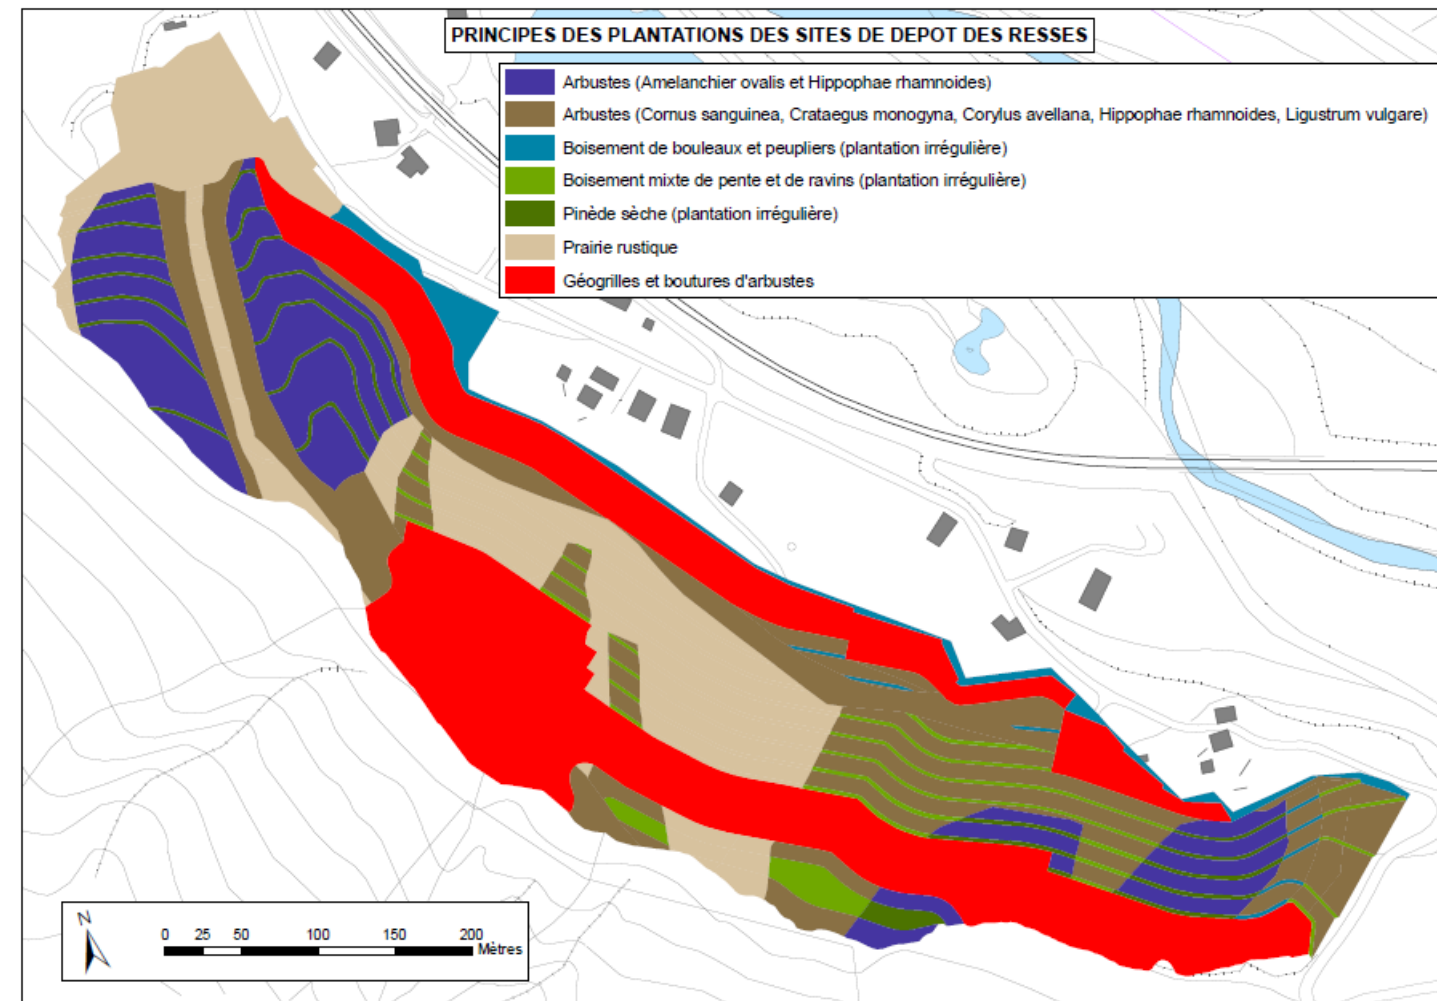 PRINCIPES DES PLANTATIONS DES SITES DE DEPOT DES RESSES
Arbustes (Amelanchier ovalis et Hippophae rhamnoides)
Arbustes (Cornus sanguinea, Crataegus monogyna, Corylus avellana, Hippophae rhamnoides, Ligustrum vulgare)
Boisement de bouleaux et peupliers (plantation irrégulière)
Boisement mixte de pente et de ravins (plantation irrégulière)
Pinède sèche (plantation irrégulière)
Prairie rustique
Géogrilles et boutures d'arbustes
N
0 25 50 100 150 200
Mètres